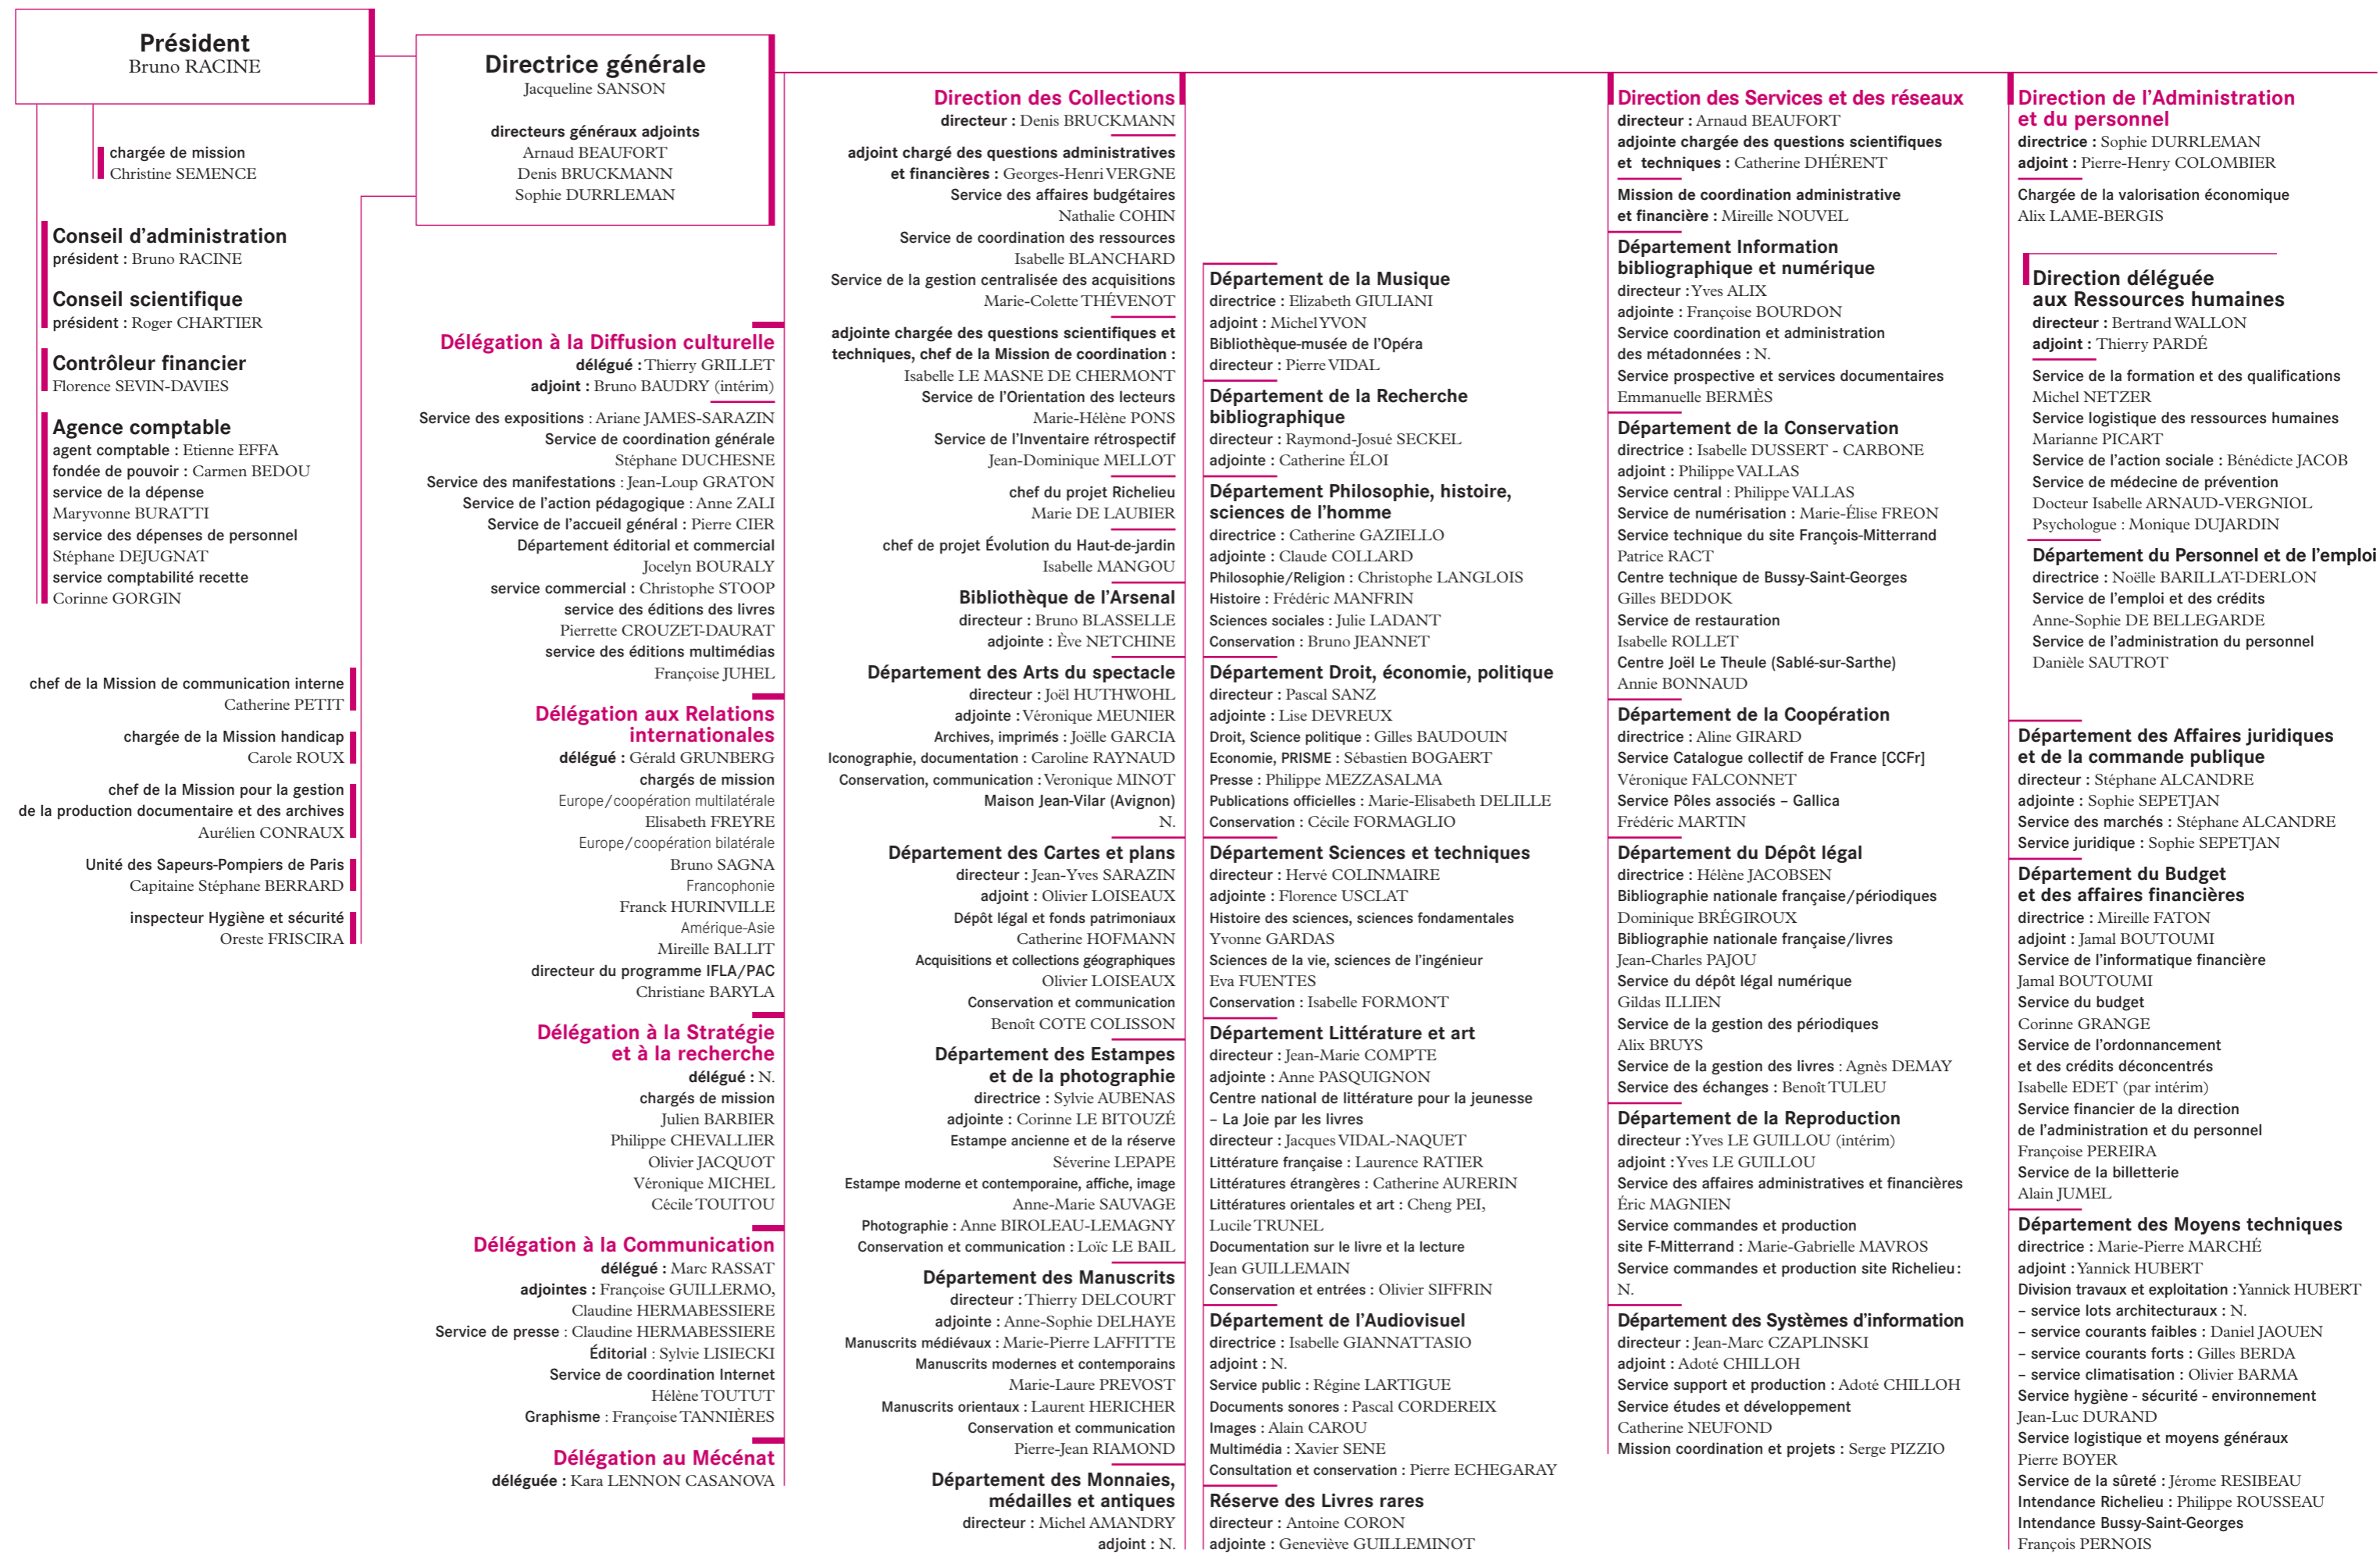 Président
Bruno RACINE
chargée de mission
Christine SEMENCE
Conseil d'administration
président : Bruno RACINE
Conseil scientifique
président : Roger CHARTIER
Contrôleur financier
Florence SEVIN-DAVIES
Agence comptable
agent comptable : Etienne EFFA
fondée de pouvoir : Carmen BEDOU
service de la dépense
Maryvonne BURATTI
service des dépenses de personnel
Stéphane DEJUGNAT
service comptabilité recette
Corinne GORGIN
chef de la Mission de communication interne
Catherine PETIT
chargée de la Mission handicap
Carole ROUX
chef de la Mission pour la gestion
de la production documentaire et des archives
Aurélien CONRAUX
Unité des Sapeurs-Pompiers de Paris
Capitaine Stéphane BERRARD
inspecteur Hygiène et sécurité
Oreste FRISCIRA
Directrice générale
Jacqueline SANSON
directeurs généraux adjoints
Arnaud BEAUFORT
Denis BRUCKMANN
Sophie DURRLEMAN
Délégation à la Diffusion culturelle
délégué : Thierry GRILLET
adjoint : Bruno BAUDRY (intérim)
Service des expositions : Ariane JAMES-SARAZIN
Service de coordination générale
Stéphane DUCHESNE
Service des manifestations : Jean-Loup GRATON
Service de l'action pédagogique : Anne ZALI
Service de l'accueil général : Pierre CIER
Département éditorial et commercial
Jocelyn BOURALY
service commercial : Christophe STOOP
service des éditions des livres
Pierrette CROUZET-DAURAT
service des éditions multimédias
Françoise JUHEL
Délégation aux Relations
internationales
délégué : Gérald GRUNBERG
chargés de mission
Europe/coopération multilatérale
Elisabeth FREYRE
Europe/coopération bilatérale
Bruno SAGNA
Francophonie
Franck HURINVILLE
Amérique-Asie
Mireille BALLIT
directeur du programme IFLA/PAC
Christiane BARYLA
Délégation à la Stratégie
et à la recherche
délégué : N.
chargés de mission
Julien BARBIER
Philippe CHEVALLIER
Olivier JACQUOT
Véronique MICHEL
Cécile TOUITOU
Délégation à la Communication
délégué : Marc RASSAT
adjointes : Françoise GUILLERMO,
Claudine HERMABESSIERE
Service de presse : Claudine HERMABESSIERE
Éditorial : Sylvie LISIECKI
Service de coordination Internet
Hélène TOUTUT
Graphisme : Françoise TANNIÈRES
Délégation au Mécénat
déléguée : Kara LENNON CASANOVA
Direction des Collections
directeur : Denis BRUCKMANN
adjoint chargé des questions administratives
et financières : Georges-Henri VERGNE
Service des affaires budgétaires
Nathalie COHIN
Service de coordination des ressources
Isabelle BLANCHARD
Service de la gestion centralisée des acquisitions
Marie-Colette THÉVENOT
adjointe chargée des questions scientifiques et
techniques, chef de la Mission de coordination :
Isabelle LE MASNE DE CHERMONT
Service de l'Orientation des lecteurs
Marie-Hélène PONS
Service de l'Inventaire rétrospectif
Jean-Dominique MELLOT
chef du projet Richelieu
Marie DE LAUBIER
chef de projet Évolution du Haut-de-jardin
Isabelle MANGOU
Bibliothèque de l'Arsenal
directeur : Bruno BLASSELLE
adjointe : Ève NETCHINE
Département des Arts du spectacle
directeur : Joël HUTHWOHL
adjointe : Véronique MEUNIER
Archives, imprimés : Joëlle GARCIA
Iconographie, documentation : Caroline RAYNAUD
Conservation, communication : Veronique MINOT
Maison Jean-Vilar (Avignon)
N.
Département des Cartes et plans
directeur : Jean-Yves SARAZIN
adjoint : Olivier LOISEAUX
Dépôt légal et fonds patrimoniaux
Catherine HOFMANN
Acquisitions et collections géographiques
Olivier LOISEAUX
Conservation et communication
Benoît COTE COLISSON
Département des Estampes
et de la photographie
directrice : Sylvie AUBENAS
adjointe : Corinne LE BITOUZÉ
Estampe ancienne et de la réserve
Séverine LEPAPE
Estampe moderne et contemporaine, affiche, image
Anne-Marie SAUVAGE
Photographie : Anne BIROLEAU-LEMAGNY
Conservation et communication : Loïc LE BAIL
Département des Manuscrits
directeur : Thierry DELCOURT
adjointe : Anne-Sophie DELHAYE
Manuscrits médiévaux : Marie-Pierre LAFFITTE
Manuscrits modernes et contemporains
Marie-Laure PREVOST
Manuscrits orientaux : Laurent HERICHER
Conservation et communication
Pierre-Jean RIAMOND
Département des Monnaies,
médailles et antiques
directeur : Michel AMANDRY
adjoint : N.
Département de la Musique
directrice : Elizabeth GIULIANI
adjoint : Michel YVON
Bibliothèque-musée de l'Opéra
directeur : Pierre VIDAL
Département de la Recherche
bibliographique
directeur : Raymond-Josué SECKEL
adjointe : Catherine ÉLOI
Département Philosophie, histoire,
sciences de l'homme
directrice : Catherine GAZIELLO
adjointe : Claude COLLARD
Philosophie/Religion : Christophe LANGLOIS
Histoire : Frédéric MANFRIN
Sciences sociales : Julie LADANT
Conservation : Bruno JEANNET
Département Droit, économie, politique
directeur : Pascal SANZ
adjointe : Lise DEVREUX
Droit, Science politique : Gilles BAUDOUIN
Economie, PRISME : Sébastien BOGAERT
Presse : Philippe MEZZASALMA
Publications officielles : Marie-Elisabeth DELILLE
Conservation : Cécile FORMAGLIO
Département Sciences et techniques
directeur : Hervé COLINMAIRE
adjointe : Florence USCLAT
Histoire des sciences, sciences fondamentales
Yvonne GARDAS
Sciences de la vie, sciences de l'ingénieur
Eva FUENTES
Conservation : Isabelle FORMONT
Département Littérature et art
directeur : Jean-Marie COMPTE
adjointe : Anne PASQUIGNON
Centre national de littérature pour la jeunesse
– La Joie par les livres
directeur : Jacques VIDAL-NAQUET
Littérature française : Laurence RATIER
Littératures étrangères : Catherine AURERIN
Littératures orientales et art : Cheng PEI,
Lucile TRUNEL
Documentation sur le livre et la lecture
Jean GUILLEMAIN
Conservation et entrées : Olivier SIFFRIN
Département de l'Audiovisuel
directrice : Isabelle GIANNATTASIO
adjoint : N.
Service public : Régine LARTIGUE
Documents sonores : Pascal CORDEREIX
Images : Alain CAROU
Multimédia : Xavier SENE
Consultation et conservation : Pierre ECHEGARAY
Réserve des Livres rares
directeur : Antoine CORON
adjointe : Geneviève GUILLEMINOT
Direction des Services et des réseaux
directeur : Arnaud BEAUFORT
adjointe chargée des questions scientifiques
et techniques : Catherine DHÉRENT
Mission de coordination administrative
et financière : Mireille NOUVEL
Département Information
bibliographique et numérique
directeur : Yves ALIX
adjointe : Françoise BOURDON
Service coordination et administration
des métadonnées : N.
Service prospective et services documentaires
Emmanuelle BERMÈS
Département de la Conservation
directrice : Isabelle DUSSERT - CARBONE
adjoint : Philippe VALLAS
Service central : Philippe VALLAS
Service de numérisation : Marie-Élise FREON
Service technique du site François-Mitterrand
Patrice RACT
Centre technique de Bussy-Saint-Georges
Gilles BEDDOK
Service de restauration
Isabelle ROLLET
Centre Joël Le Theule (Sablé-sur-Sarthe)
Annie BONNAUD
Département de la Coopération
directrice : Aline GIRARD
Service Catalogue collectif de France [CCFr]
Véronique FALCONNET
Service Pôles associés – Gallica
Frédéric MARTIN
Département du Dépôt légal
directrice : Hélène JACOBSEN
Bibliographie nationale française/périodiques
Dominique BRÉGIROUX
Bibliographie nationale française/livres
Jean-Charles PAJOU
Service du dépôt légal numérique
Gildas ILLIEN
Service de la gestion des périodiques
Alix BRUYS
Service de la gestion des livres : Agnès DEMAY
Service des échanges : Benoît TULEU
Département de la Reproduction
directeur : Yves LE GUILLOU (intérim)
adjoint : Yves LE GUILLOU
Service des affaires administratives et financières
Éric MAGNIEN
Service commandes et production
site F-Mitterrand : Marie-Gabrielle MAVROS
Service commandes et production site Richelieu :
N.
Département des Systèmes d'information
directeur : Jean-Marc CZAPLINSKI
adjoint : Adoté CHILLOH
Service support et production : Adoté CHILLOH
Service études et développement
Catherine NEUFOND
Mission coordination et projets : Serge PIZZIO
Direction de l'Administration
et du personnel
directrice : Sophie DURRLEMAN
adjoint : Pierre-Henry COLOMBIER
Chargée de la valorisation économique
Alix LAME-BERGIS
Direction déléguée
aux Ressources humaines
directeur : Bertrand WALLON
adjoint : Thierry PARDÉ
Service de la formation et des qualifications
Michel NETZER
Service logistique des ressources humaines
Marianne PICART
Service de l'action sociale : Bénédicte JACOB
Service de médecine de prévention
Docteur Isabelle ARNAUD-VERGNIOL
Psychologue : Monique DUJARDIN
Département du Personnel et de l'emploi
directrice : Noëlle BARILLAT-DERLON
Service de l'emploi et des crédits
Anne-Sophie DE BELLEGARDE
Service de l'administration du personnel
Danièle SAUTROT
Département des Affaires juridiques
et de la commande publique
directeur : Stéphane ALCANDRE
adjointe : Sophie SEPETJAN
Service des marchés : Stéphane ALCANDRE
Service juridique : Sophie SEPETJAN
Département du Budget
et des affaires financières
directrice : Mireille FATON
adjoint : Jamal BOUTOUMI
Service de l'informatique financière
Jamal BOUTOUMI
Service du budget
Corinne GRANGE
Service de l'ordonnancement
et des crédits déconcentrés
Isabelle EDET (par intérim)
Service financier de la direction
de l'administration et du personnel
Françoise PEREIRA
Service de la billetterie
Alain JUMEL
Département des Moyens techniques
directrice : Marie-Pierre MARCHÉ
adjoint : Yannick HUBERT
Division travaux et exploitation : Yannick HUBERT
– service lots architecturaux : N.
– service courants faibles : Daniel JAOUEN
– service courants forts : Gilles BERDA
– service climatisation : Olivier BARMA
Service hygiène - sécurité - environnement
Jean-Luc DURAND
Service logistique et moyens généraux
Pierre BOYER
Service de la sûreté : Jérome RESIBEAU
Intendance Richelieu : Philippe ROUSSEAU
Intendance Bussy-Saint-Georges
François PERNOIS